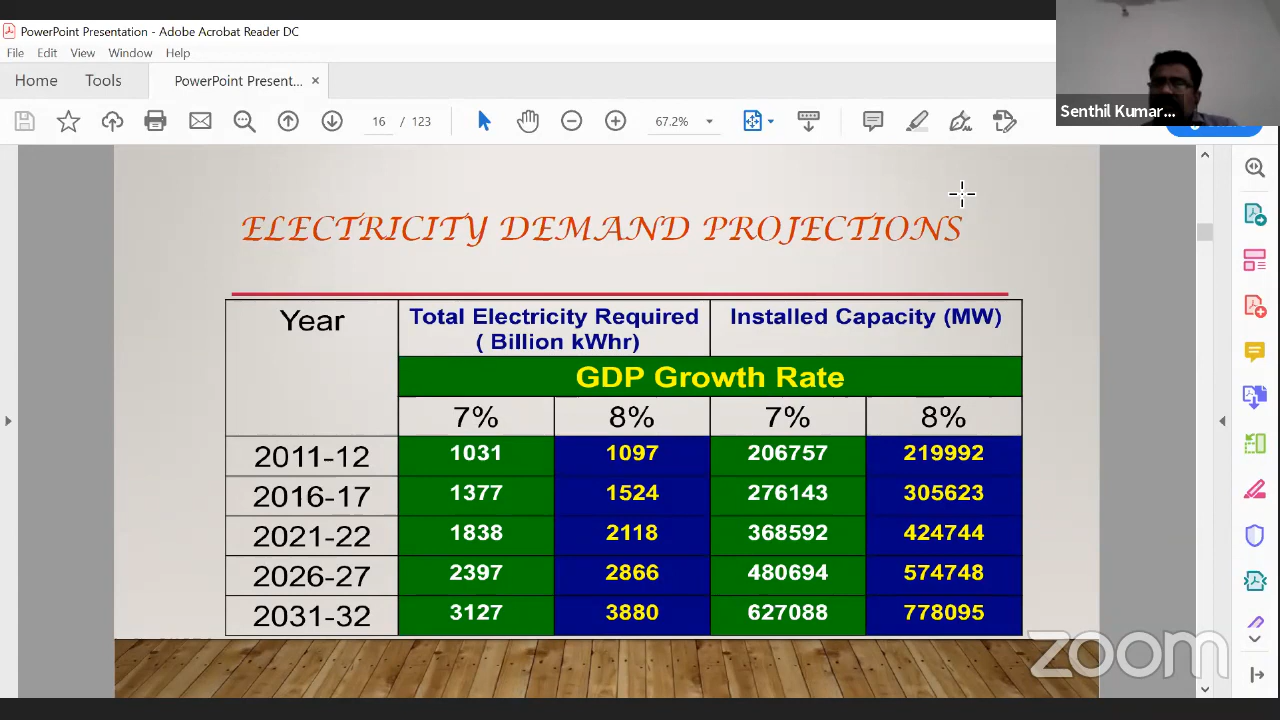 PowerPoint Presentation - Adobe Acrobat Reader DC
File Edit View Window Help
Home Tools PowerPoint Present... ×
16 / 123 67.2%
Senthil Kumar...
ELECTRICITY DEMAND PROJECTIONS
Year Total Electricity Required Installed Capacity (MW)
( Billion kWhr)
GDP Growth Rate
7% 8% 7% 8%
2011-12 1031 1097 206757 219992
2016-17 1377 1524 276143 305623
2021-22 1838 2118 368592 424744
2026-27 2397 2866 480694 574748
2031-32 3127 3880 627088 778095
zoom